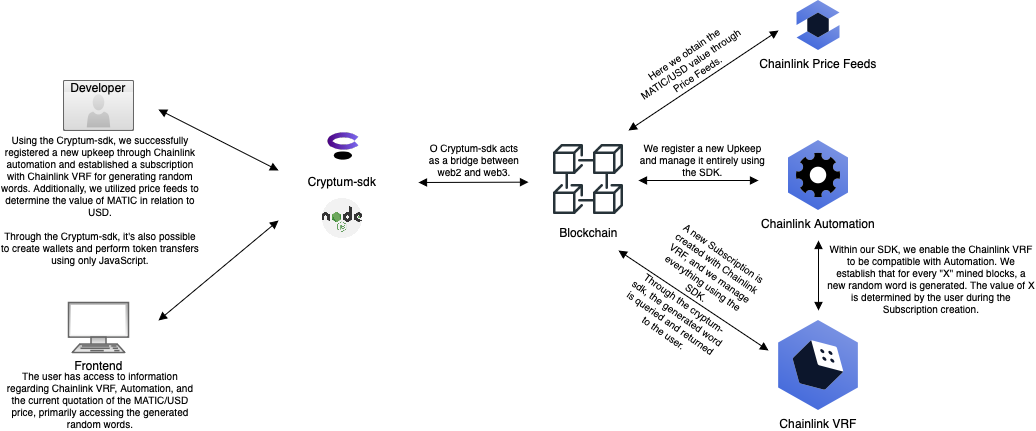 Developer
Using the Cryptum-sdk, we successfully
registered a new upkeep through Chainlink
automation and established a subscription
with Chainlink VRF for generating random
words. Additionally, we utilized price feeds to
determine the value of MATIC in relation to
USD.
Through the Cryptum-sdk, it's also possible
to create wallets and perform token transfers
using only JavaScript.
Frontend
The user has access to information
regarding Chainlink VRF, Automation, and
the current quotation of the MATIC/USD
price, primarily accessing the generated
random words.
Cryptum-sdk
node
JS
O Cryptum-sdk acts
as a bridge between
web2 and web3.
Blockchain
Here we obtain the
MATIC/USD value through
Price Feeds.
Chainlink Price Feeds
We register a new Upkeep
and manage it entirely using
the SDK.
Chainlink Automation
A new Subscription is
created with Chainlink
VRF, and we manage
everything using the
SDK.
Through the cryptum-
sdk, the generated word
is queried and returned
to the user.
Within our SDK, we enable the Chainlink VRF
to be compatible with Automation. We
establish that for every "X" mined blocks, a
new random word is generated. The value of X
is determined by the user during the
Subscription creation.
Chainlink VRF